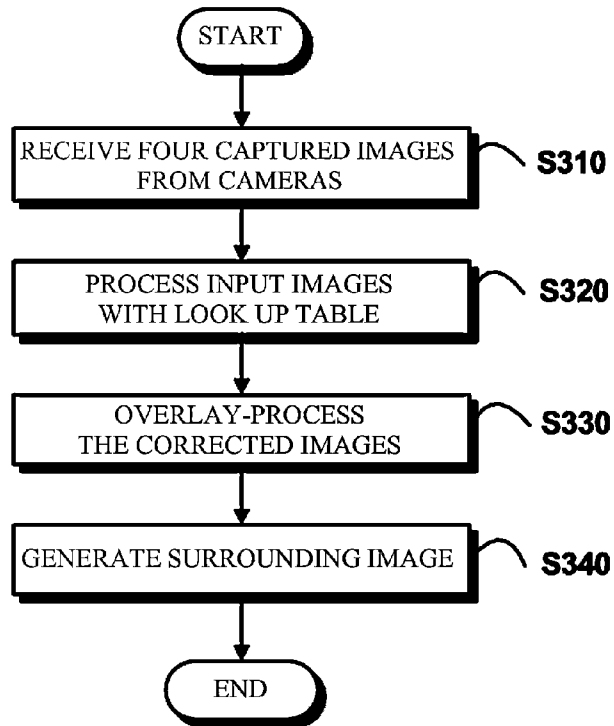 START
RECEIVE FOUR CAPTURED IMAGES
FROM CAMERAS
S310
PROCESS INPUT IMAGES
WITH LOOK UP TABLE
S320
OVERLAY-PROCESS
THE CORRECTED IMAGES
S330
GENERATE SURROUNDING IMAGE
S340
END